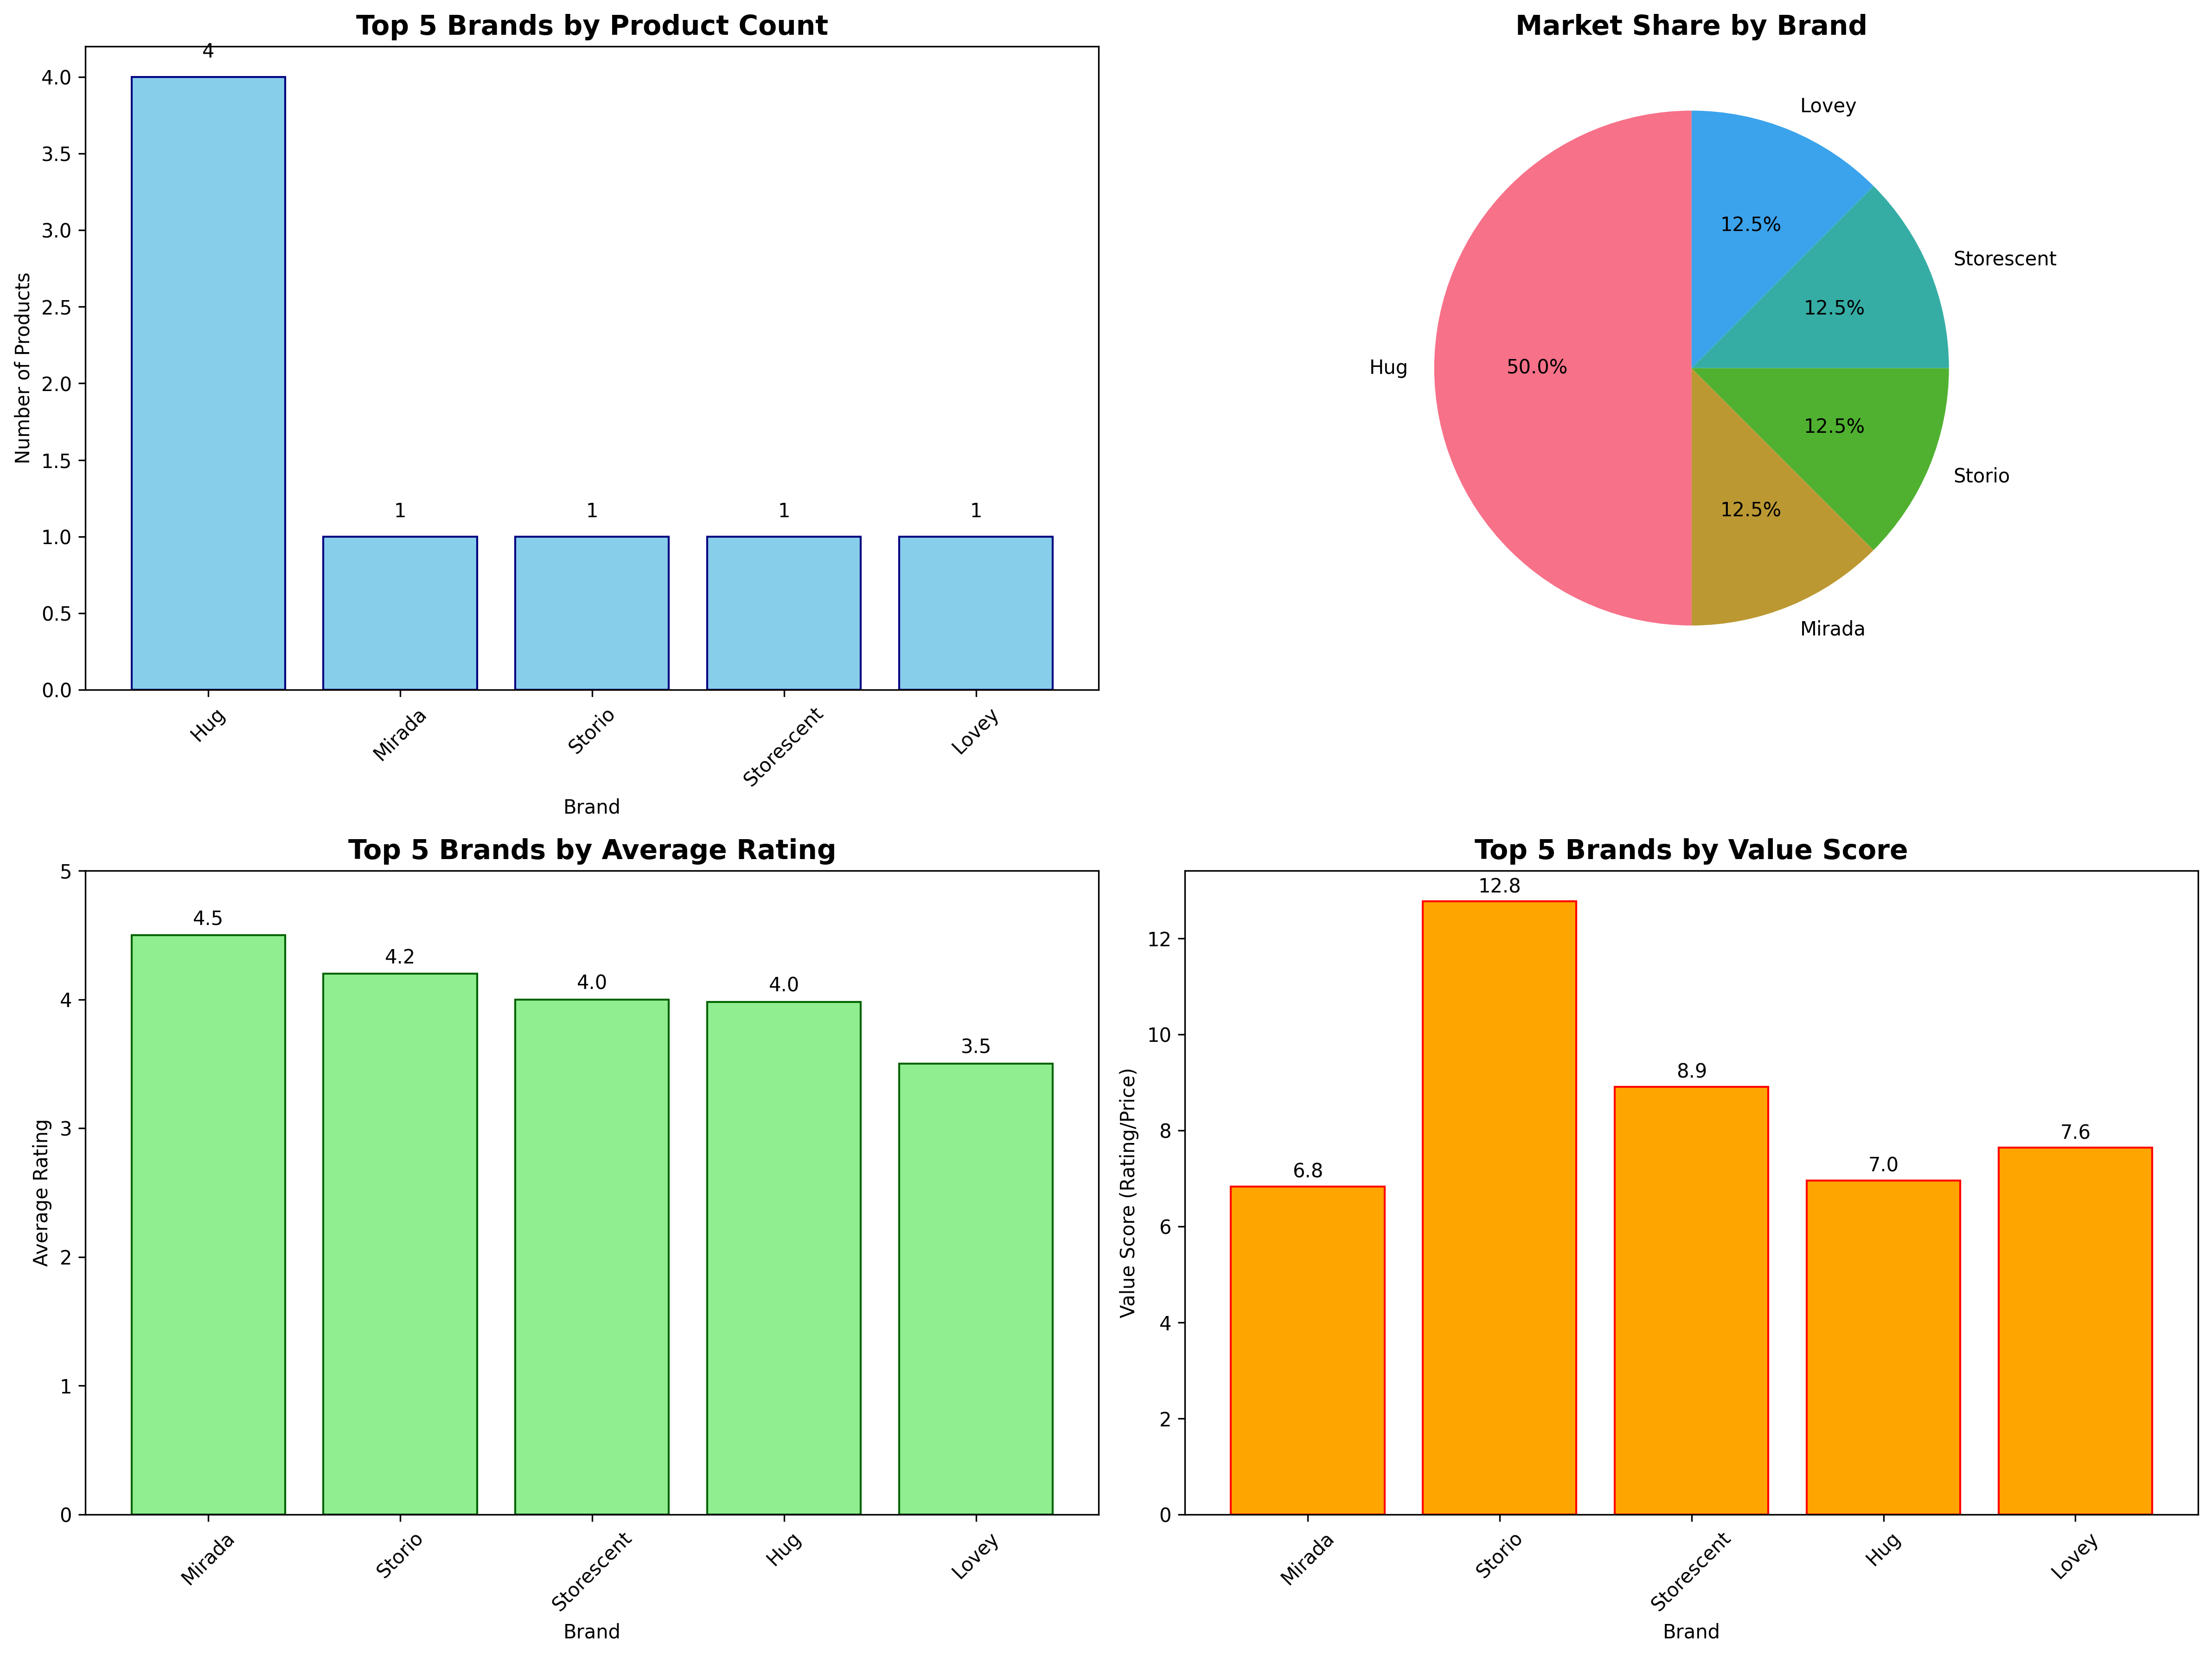 Top 5 Brands by Product Count
4
4.0
3.5
3.0
2.5
2.0
1.5
1.0
0.5
0.0
Number of Products
1
1
1
1
Hug
Mirada
Storio
Storescent
Lovey
Brand
Market Share by Brand
Lovey
12.5%
Storescent
12.5%
Hug
50.0%
12.5%
Storio
12.5%
Mirada
Top 5 Brands by Average Rating
5
4
3
2
1
0
Average Rating
4.5
4.2
4.0
4.0
3.5
Mirada
Storio
Storescent
Hug
Lovey
Brand
Top 5 Brands by Value Score
12
10
8
6
4
2
0
Value Score (Rating/Price)
6.8
12.8
8.9
7.0
7.6
Mirada
Storio
Storescent
Hug
Lovey
Brand